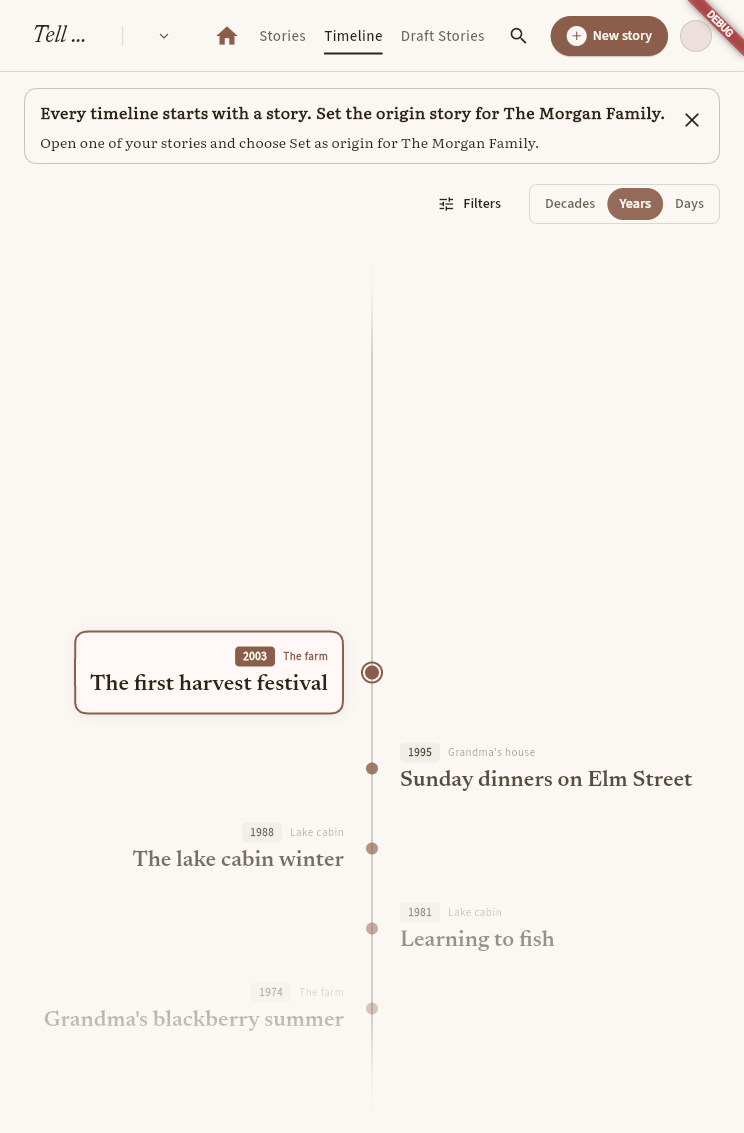 Tell ...
Stories
Timeline
Draft Stories
+ New story
DEBUG
Every timeline starts with a story. Set the origin story for The Morgan Family.
Open one of your stories and choose Set as origin for The Morgan Family.
Filters
Decades
Years
Days
2003 The farm
The first harvest festival
1995 Grandma's house
Sunday dinners on Elm Street
1988 Lake cabin
The lake cabin winter
1981 Lake cabin
Learning to fish
1974 The farm
Grandma's blackberry summer